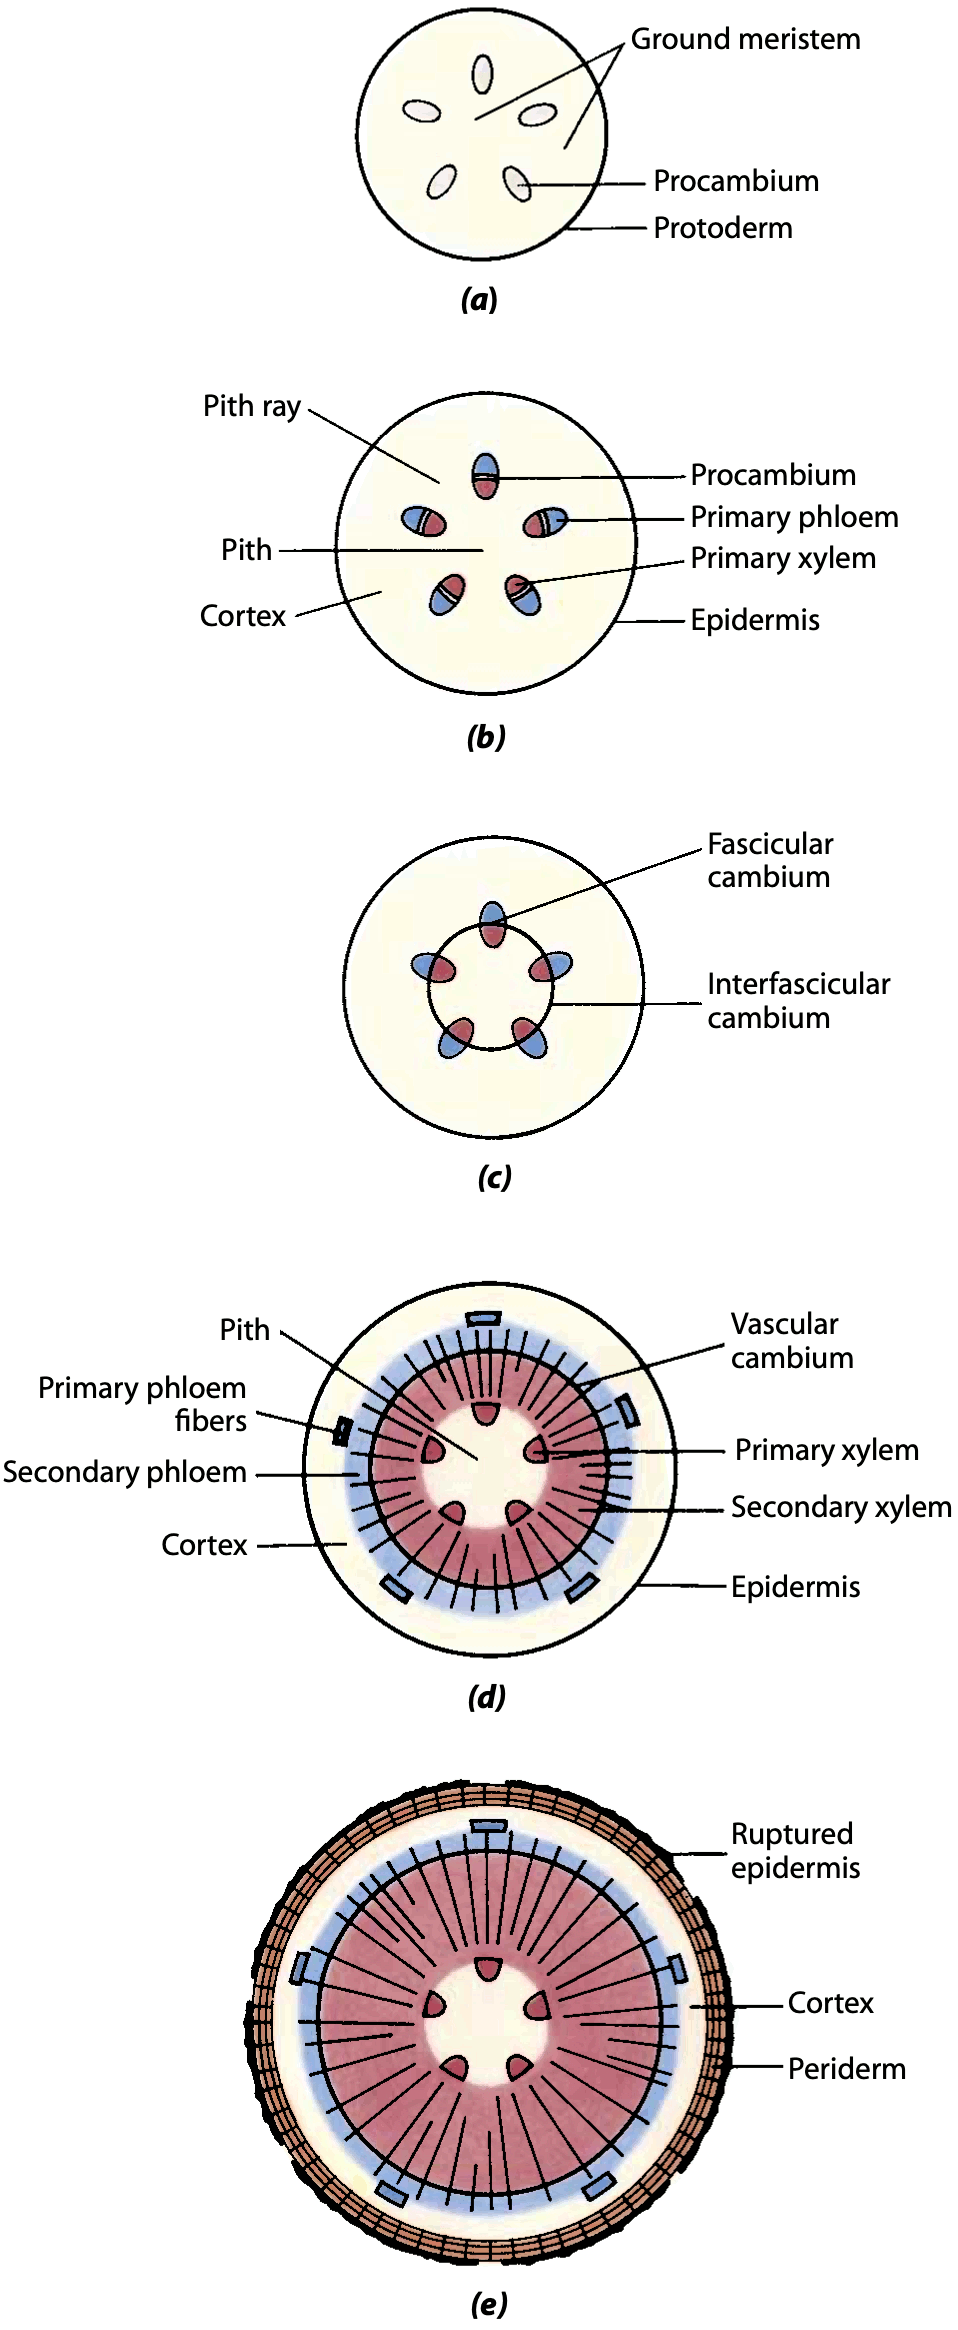 Ground meristem
Procambium
Protoderm
(a)
Pith ray
Procambium
Primary phloem
Pith
Primary xylem
Cortex
Epidermis
(b)
Fascicular
cambium
Interfascicular
cambium
(c)
Pith
Vascular
cambium
Primary phloem
fibers
Primary xylem
Secondary phloem
Secondary xylem
Cortex
Epidermis
(d)
Ruptured
epidermis
Cortex
Periderm
(e)